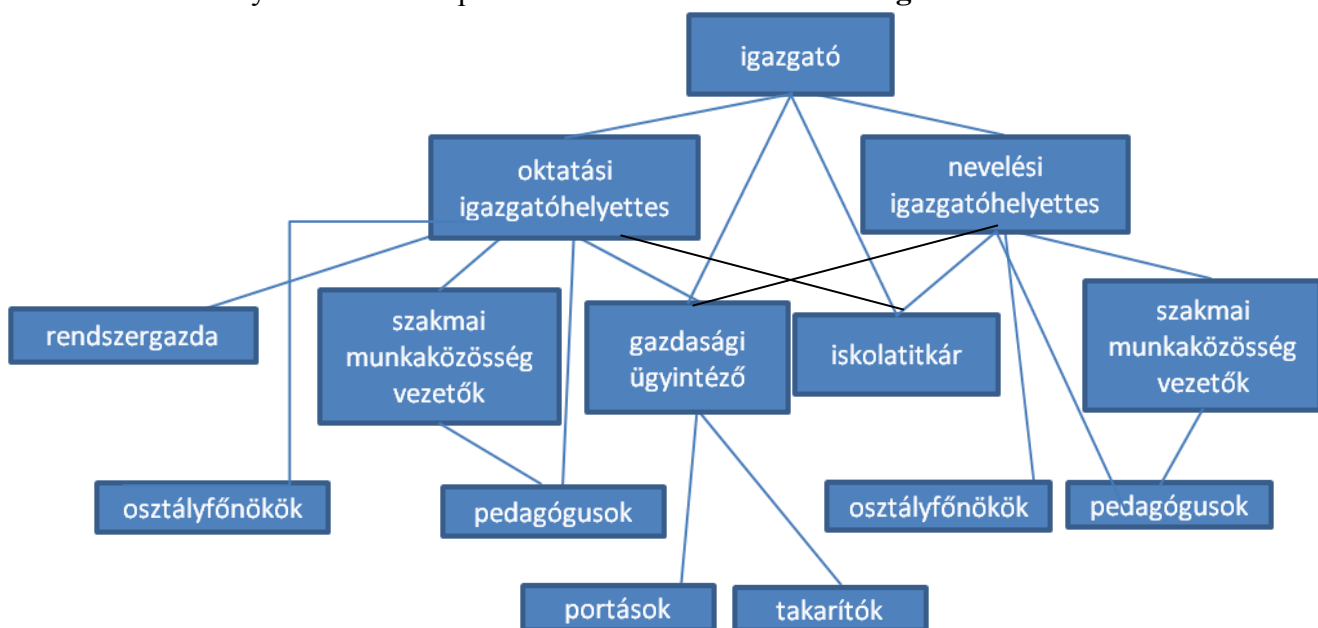 igazgató
oktatási
igazgatóhelyettes
nevelési
igazgatóhelyettes
rendszergazda
szakmai
munkaközösség
vezetők
gazdasági
ügyintéző
iskolatitkár
szakmai
munkaközösség
vezetők
osztályfőnökök
pedagógusok
osztályfőnökök
pedagógusok
portások
takarítók